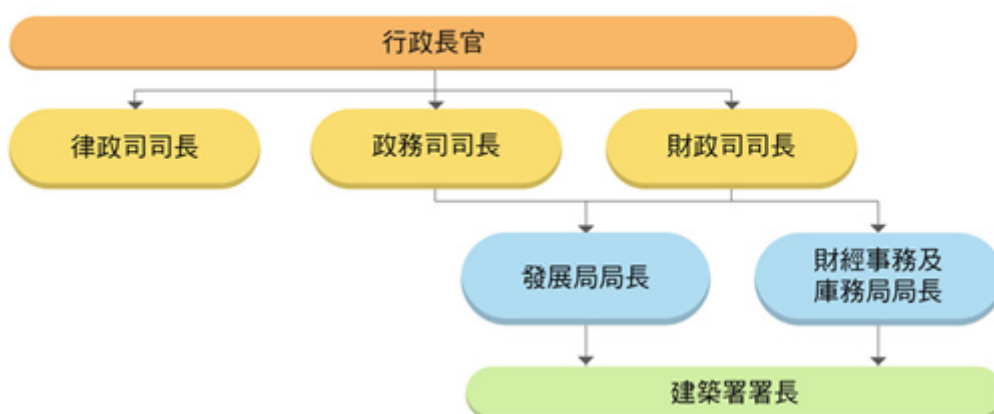 行政長官
律政司司長
政務司司長
財政司司長
發展局局長
財經事務及
庫務局局長
建築署署長